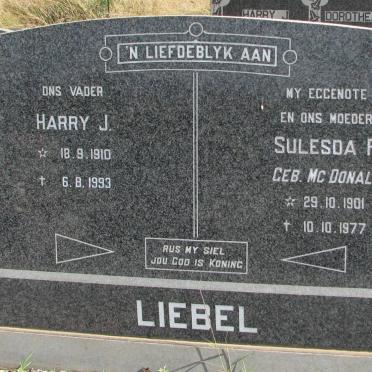 HARRY J.
'N LIEFDEBLYK AAN
ONS VADER
HARRY J.
☆ 18.9.1910
† 6.8.1993
MY EGGENOTE
EN ONS MOEDER
SULESDA
GEB. MC DONAL
☆ 29.10.1901
† 10.10.1977
RUS MY SIEL
JOU GOD IS KONING
LIEBEL